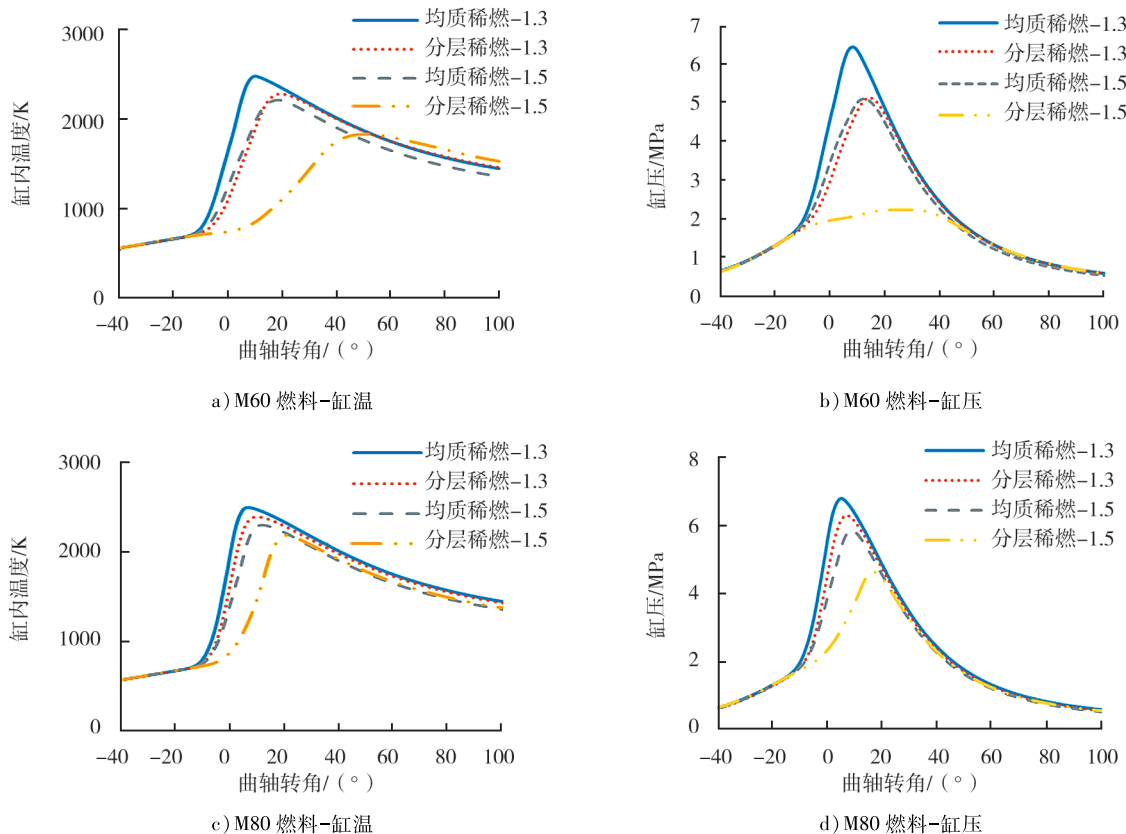 均质稀燃-1.3
分层稀燃-1.3
均质稀燃-1.5
分层稀燃-1.5
3000
2000
1000
0
缸内温度/K
-40 -20 0 20 40 60 80 100
曲轴转角/（°）
a)M60 燃料-缸温
均质稀燃-1.3
分层稀燃-1.3
均质稀燃-1.5
分层稀燃-1.5
7
6
5
4
3
2
1
0
缸压/MPa
-40 -20 0 20 40 60 80 100
曲轴转角/（°）
b)M60 燃料-缸压
均质稀燃-1.3
分层稀燃-1.3
均质稀燃-1.5
分层稀燃-1.5
3000
2000
1000
0
缸内温度/K
-40 -20 0 20 40 60 80 100
曲轴转角/（°）
c)M80 燃料-缸温
均质稀燃-1.3
分层稀燃-1.3
均质稀燃-1.5
分层稀燃-1.5
8
6
4
2
0
缸压/MPa
-40 -20 0 20 40 60 80 100
曲轴转角/（°）
d)M80 燃料-缸压